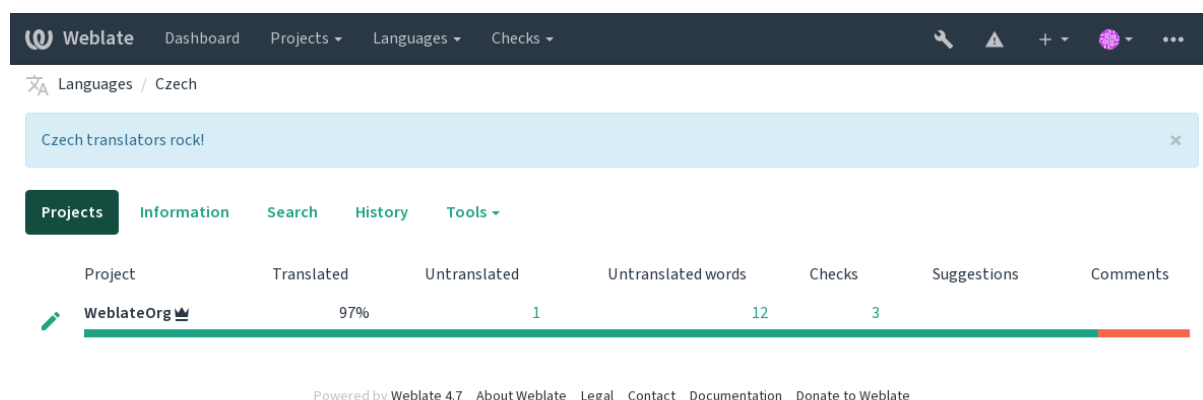 Weblate Dashboard Projects Languages Checks
Languages / Czech
Czech translators rock!
Projects Information Search History Tools
Project Translated Untranslated Untranslated words Checks Suggestions Comments
WeblateOrg 97% 1 12 3
Powered by Weblate 4.7 About Weblate Legal Contact Documentation Donate to Weblate